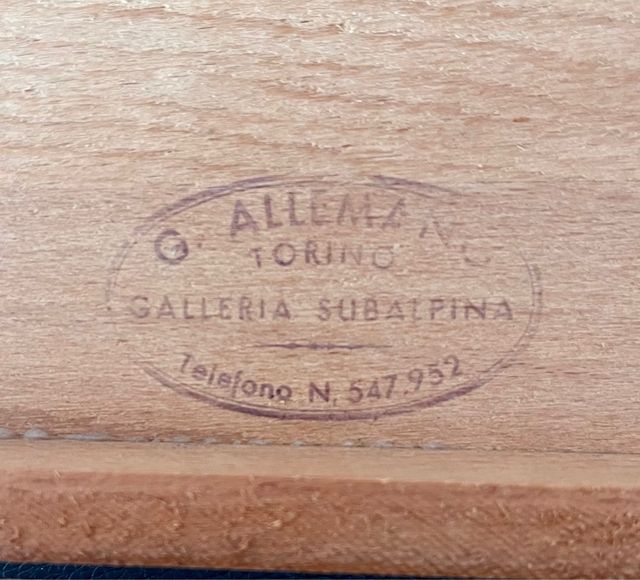 G. ALLEMANO
TORINO
GALLERIA SUBALPINA
Telefono N. 547.952